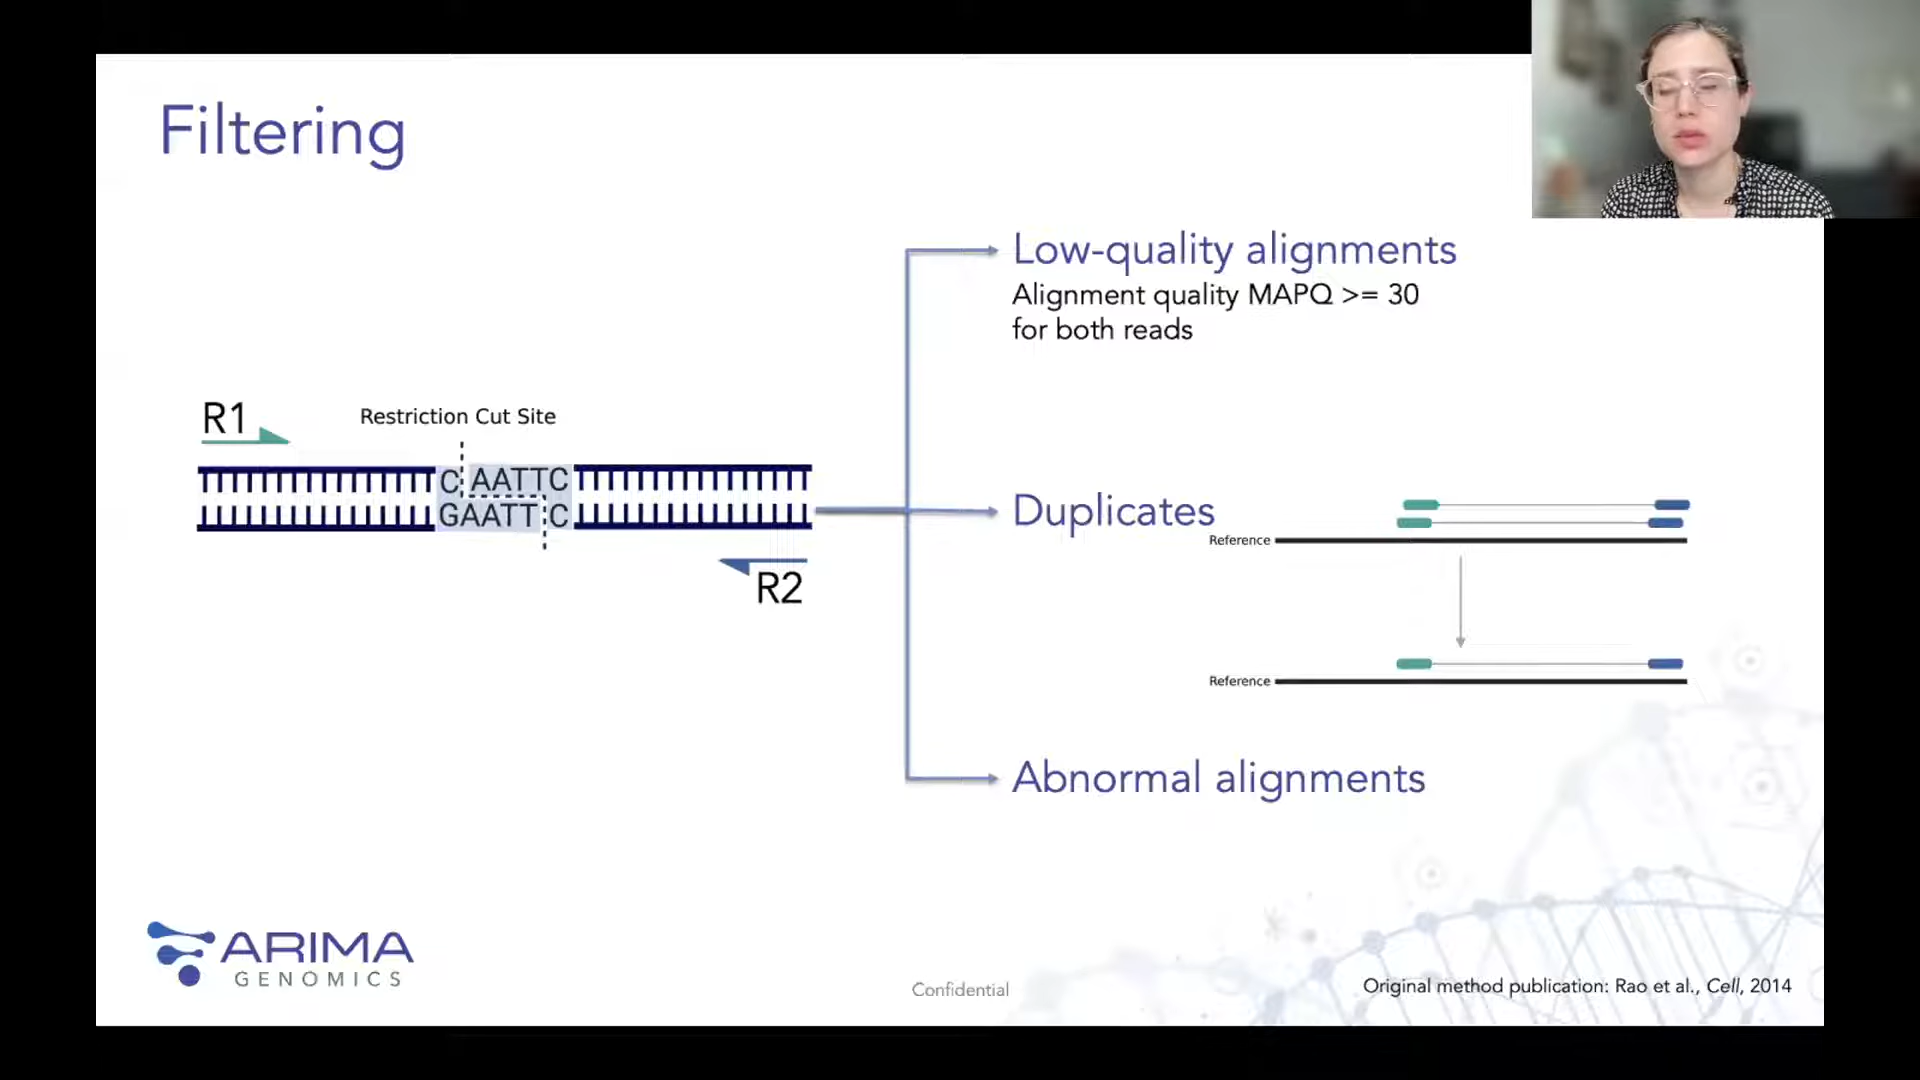 Filtering
Low-quality alignments
Alignment quality MAPQ >= 30
for both reads
R1
Restriction Cut Site
C AATTC
GAATT C
R2
Duplicates
Reference
Reference
Abnormal alignments
ARIMA
GENOMICS
Confidential
Original method publication: Rao et al., Cell, 2014